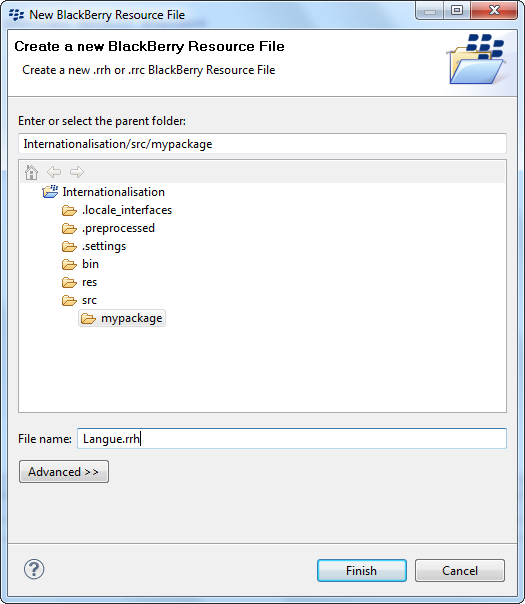 New BlackBerry Resource File
Create a new BlackBerry Resource File
Create a new .rrh or .rrc BlackBerry Resource File
Enter or select the parent folder:
Internationalisation/src/mypackage
Internationalisation
.locale_interfaces
.preprocessed
.settings
bin
res
src
mypackage
File name: Langue.rrh
Advanced >>
? Finish Cancel